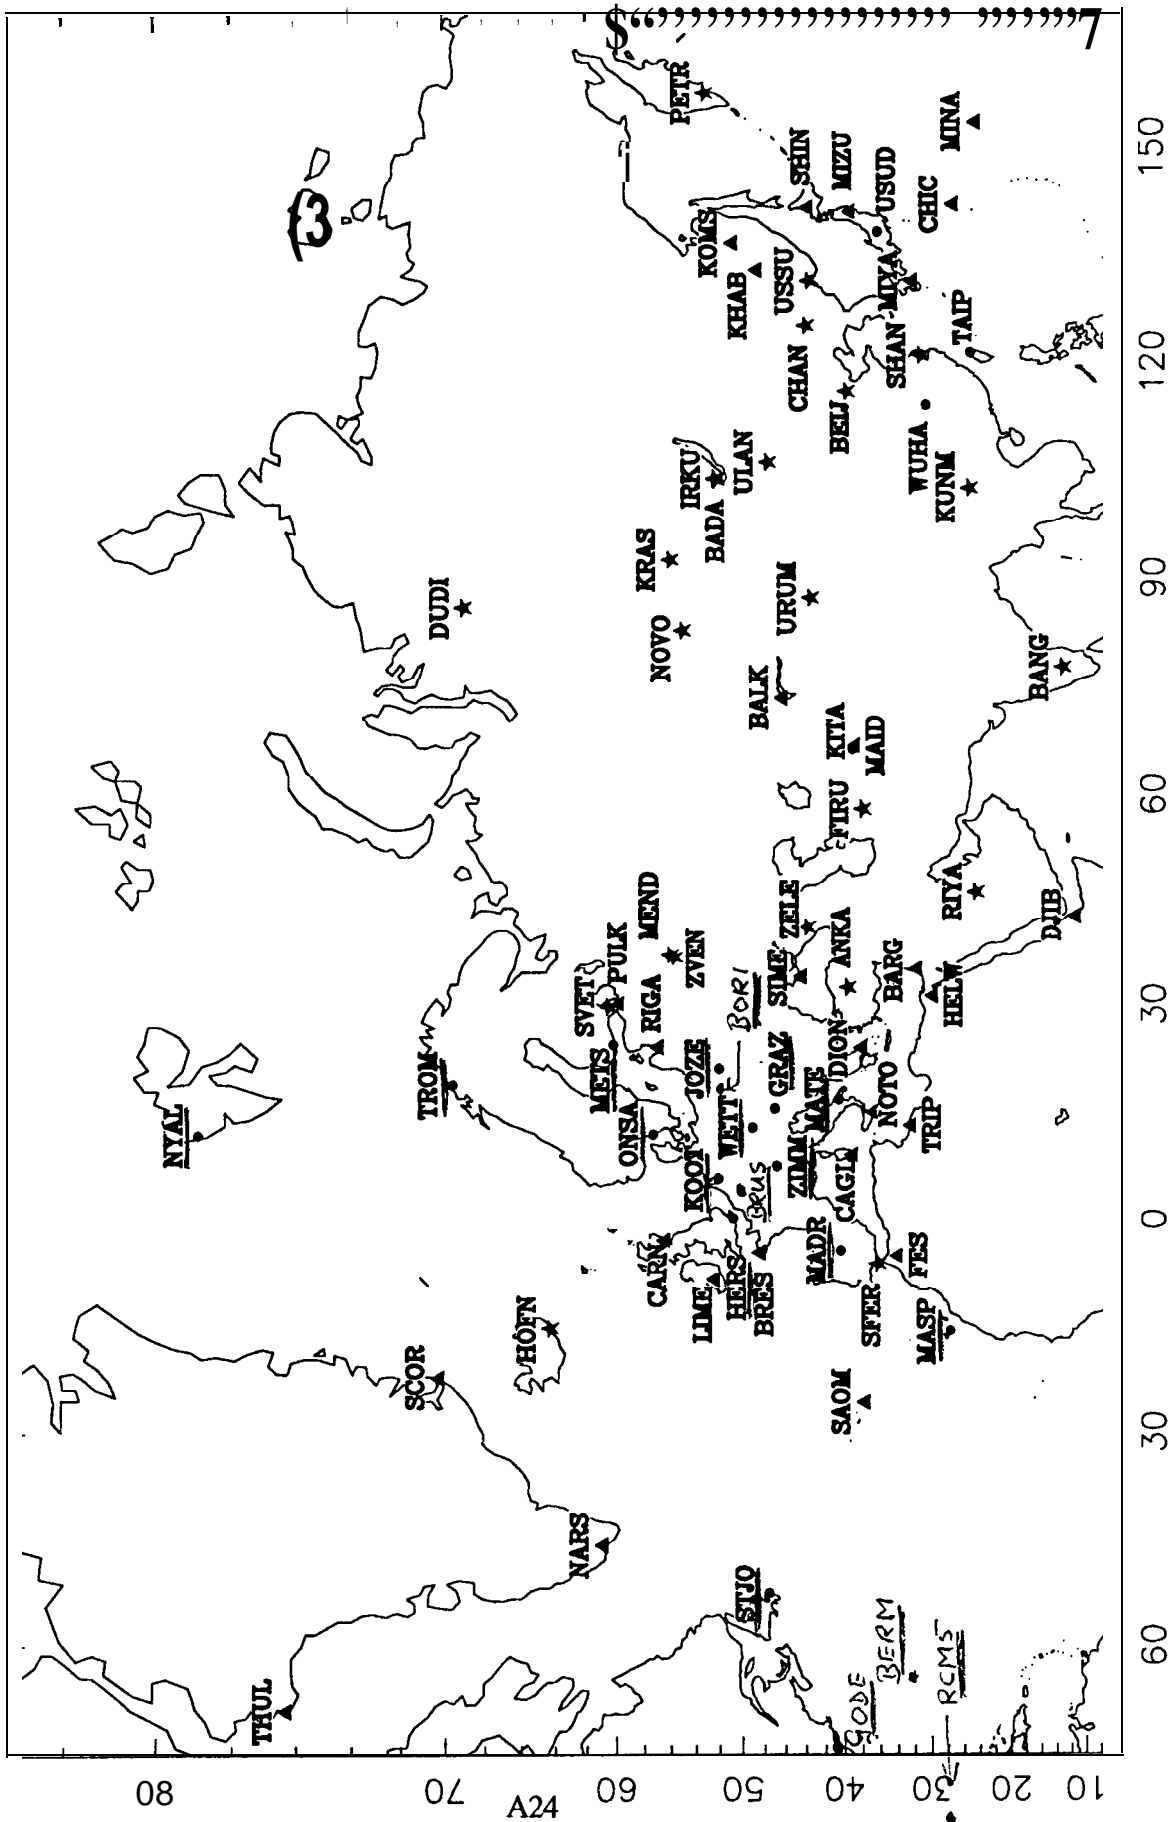 $“,,,,,,,,,,,,,,,,,,7
(3
PETR
150
MINA
SHIN
MIZU
USUD
CHIC
KOMS
KHAB
USSU
MIYA
TAIP
CHAN
SHAN
120
BEIJ
WUHA
KUNM
IRKU
ULAN
BADA
KRAS
DUDI
NOVO
URUM
90
BANG
BALK
KITA
MAID
FIRU
60
RIYA
DJIB
ZELE
MEND
PULK
SVET
ZVEN
RIGA
BORI
SIME
ANKA
BARG
HELW
30
METS
JOZE
GRAZ
DION
TROM
NYAL
ONSA
WETT
MATE
NOTO
TRIP
KOOT
BRUS
ZIMM
CAGL
0
CARN
LIME
HERS
BRES
MADR
SFER
FES
MASP
HOFN
SCOR
SAOM
30
NARS
STJO
THUL
GODE
BERM
RCM5
60
80
70
60
50
40
30
20
10
A24